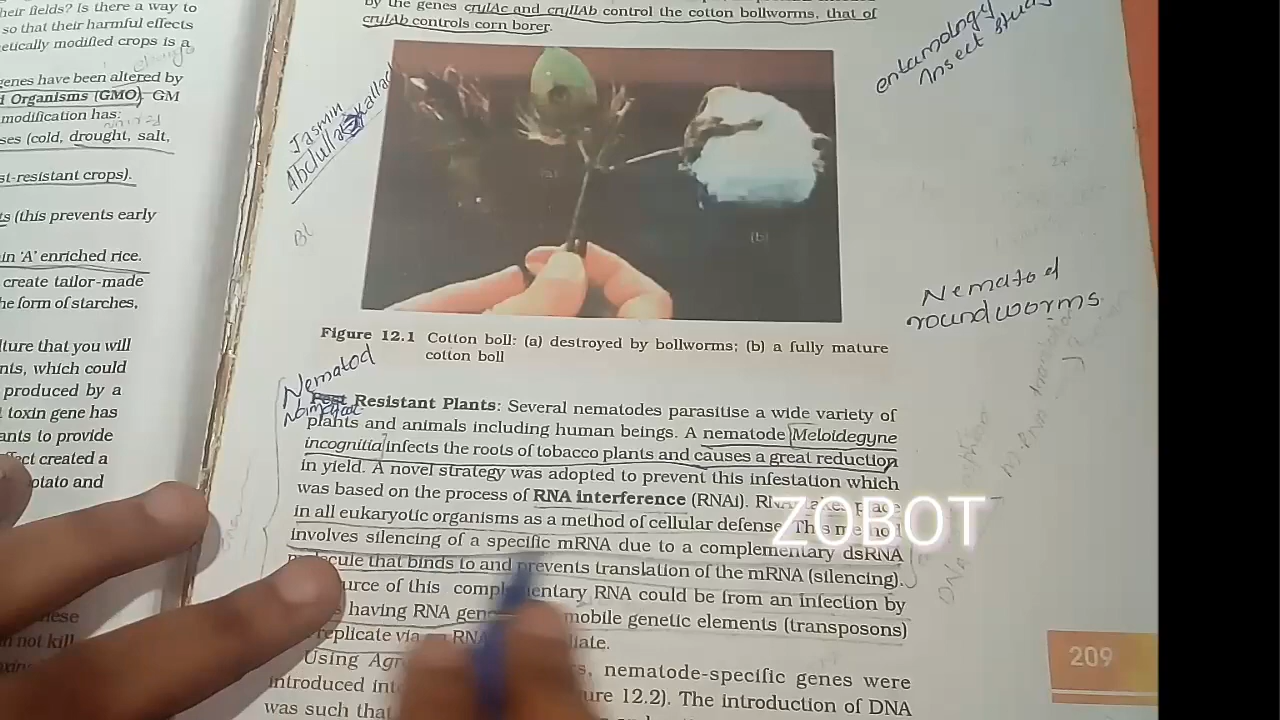 heir fields? Is there a way to
so that their harmful effects
etically modified crops is a
genes have been altered by
d Organisms (GMO). GM
modification has:
ses (cold, drought, salt,
st-resistant crops).
s (this prevents early
in 'A' enriched rice.
create tailor-made
he form of starches,
lture that you will
nts, which could
produced by a
toxin gene has
ants to provide
ffect created a
otato and
hese
n not kill
by the genes cryIAc and cryIIAb control the cotton bollworms, that of
cryIAb controls corn borer.
entamology
insect study
Jasmin
Abdulla Kallach
(a)
(b)
Bt
Nematod
roundworms
Figure 12.1 Cotton boll: (a) destroyed by bollworms; (b) a fully mature
cotton boll
Nematod
Pest Resistant Plants: Several nematodes parasitise a wide variety of
plants and animals including human beings. A nematode Meloidegyne
incognitia infects the roots of tobacco plants and causes a great reduction
in yield. A novel strategy was adopted to prevent this infestation which
was based on the process of RNA interference (RNAi). RNAi takes place
in all eukaryotic organisms as a method of cellular defense. This method
involves silencing of a specific mRNA due to a complementary dsRNA
molecule that binds to and prevents translation of the mRNA (silencing).
urce of this complementary RNA could be from an infection by
having RNA gen mobile genetic elements (transposons)
replicate via an RNA iate.
Using Agr s, nematode-specific genes were
introduced int ure 12.2). The introduction of DNA
was such that
ZOBOT
209